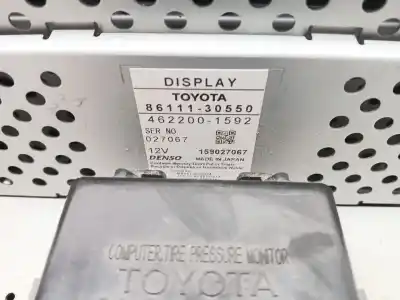 DISPLAY
TOYOTA
86111-30550
462200-1592
SER NO
027067
12V 159027067
DENSO MADE IN JAPAN
COMPUTER,TIRE PRESSURE MONITOR
TOYOTA